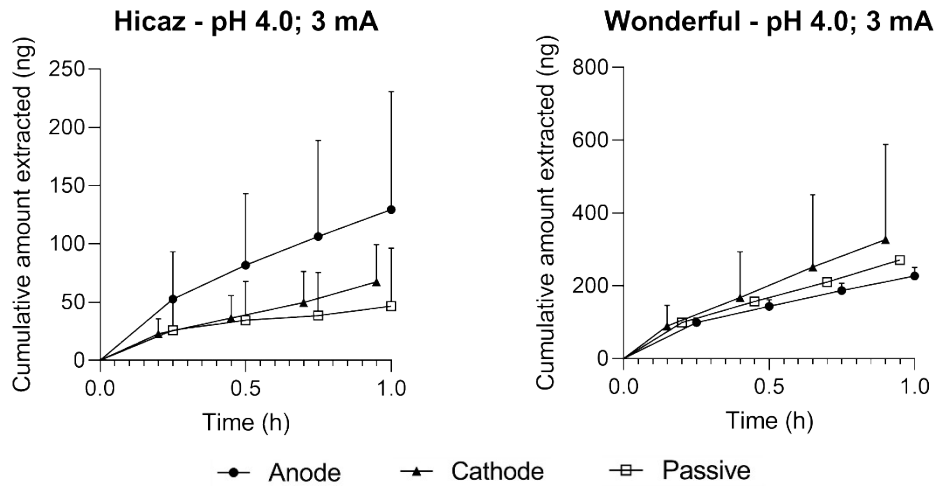 Hicaz - pH 4.0; 3 mA
Cumulative amount extracted (ng)
250
200
150
100
50
0
0.0
0.5
1.0
Time (h)
Wonderful - pH 4.0; 3 mA
Cumulative amount extracted (ng)
800
600
400
200
0
0.0
0.5
1.0
Time (h)
Anode
Cathode
Passive